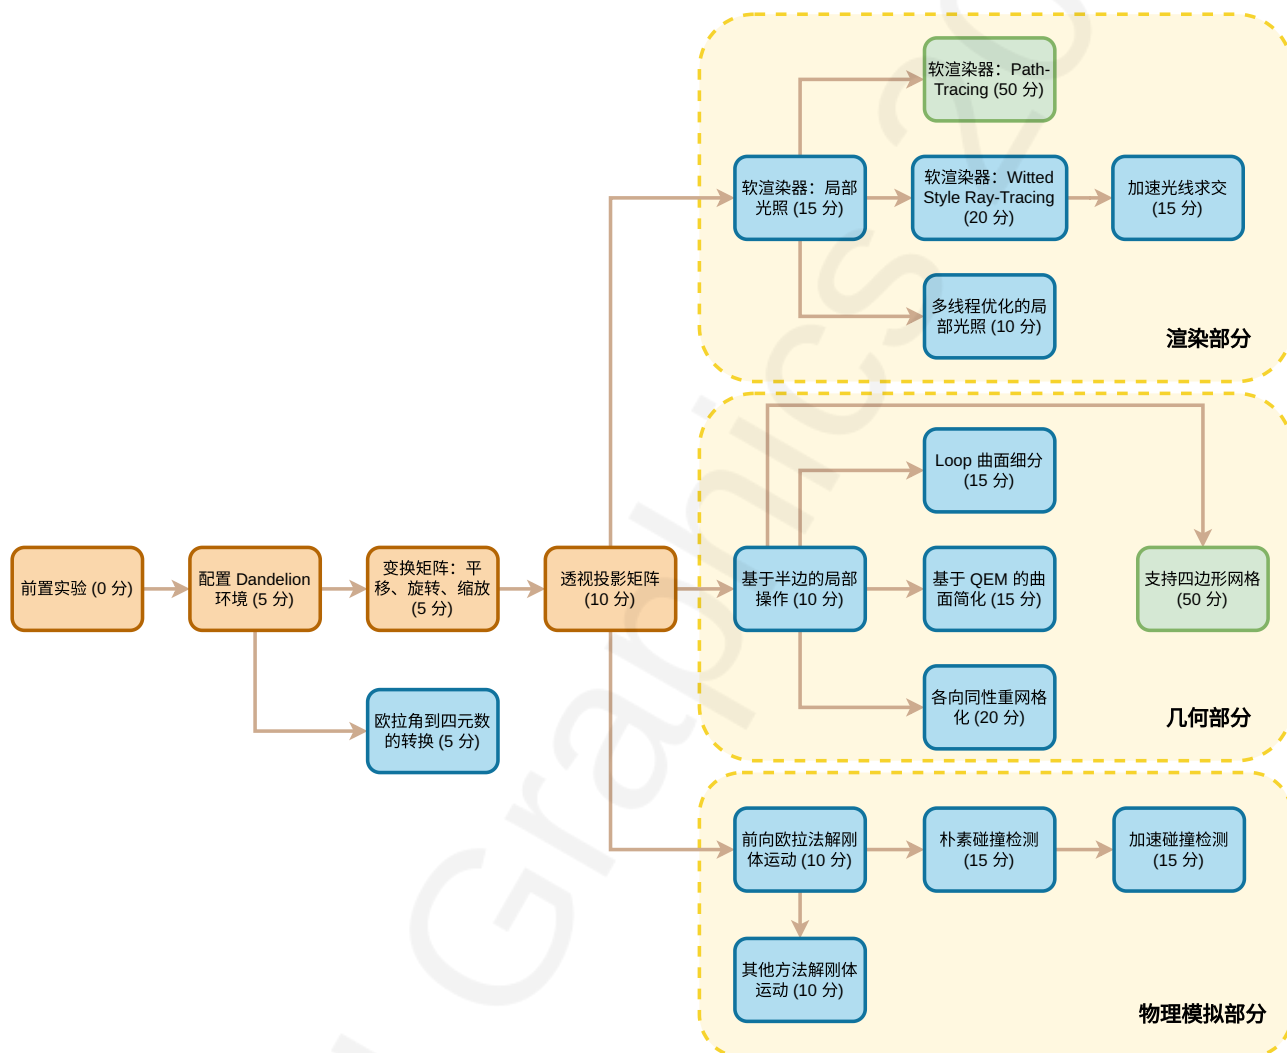 软渲染器：Path-
Tracing (50 分)
软渲染器：局部
光照 (15 分)
软渲染器：Witted
Style Ray-Tracing
(20 分)
加速光线求交
(15 分)
多线程优化的局
部光照 (10 分)
渲染部分
Loop 曲面细分
(15 分)
前置实验 (0 分)
配置 Dandelion
环境 (5 分)
变换矩阵：平
移、旋转、缩放
(5 分)
透视投影矩阵
(10 分)
基于半边的局部
操作 (10 分)
基于 QEM 的曲
面简化 (15 分)
支持四边形网格
(50 分)
欧拉角到四元数
的转换 (5 分)
各向同性重网格
化 (20 分)
几何部分
前向欧拉法解刚
体运动 (10 分)
朴素碰撞检测
(15 分)
加速碰撞检测
(15 分)
其他方法解刚体
运动 (10 分)
物理模拟部分
Graphics 20